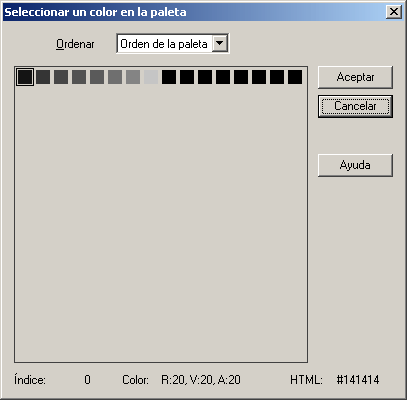 Seleccionar un color en la paleta
Ordenar Orden de la paleta
Aceptar
Cancelar
Ayuda
Índice: 0 Color: R:20, V:20, A:20 HTML: #141414